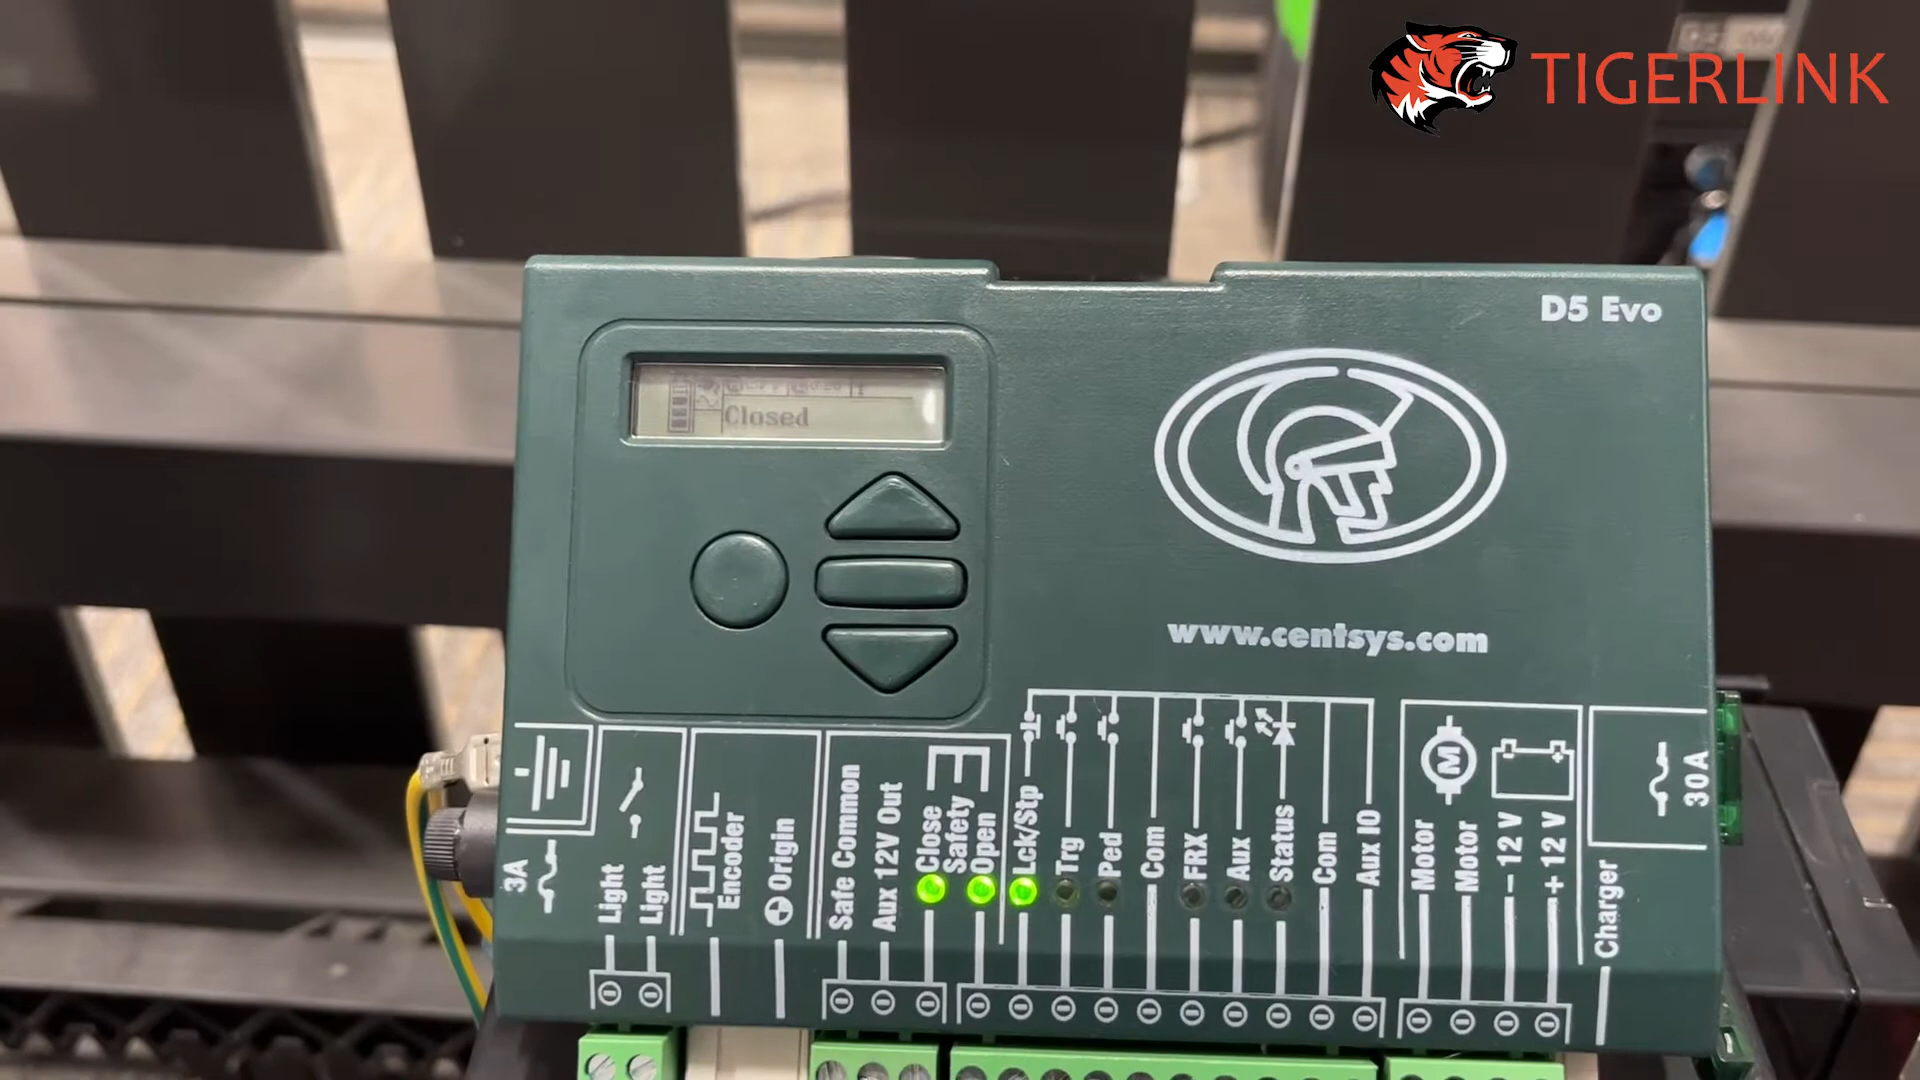 TIGERLINK
D5 Evo
Closed
www.centsys.com
3A
Light
Light
Encoder
Origin
Safe Common
Aux 12V Out
Close
Safety
Open
Lck/Stp
Trg
Ped
Com
FRX
Aux
Status
Com
Aux IO
M
Motor
Motor
- 12 V
+ 12 V
Charger
30A